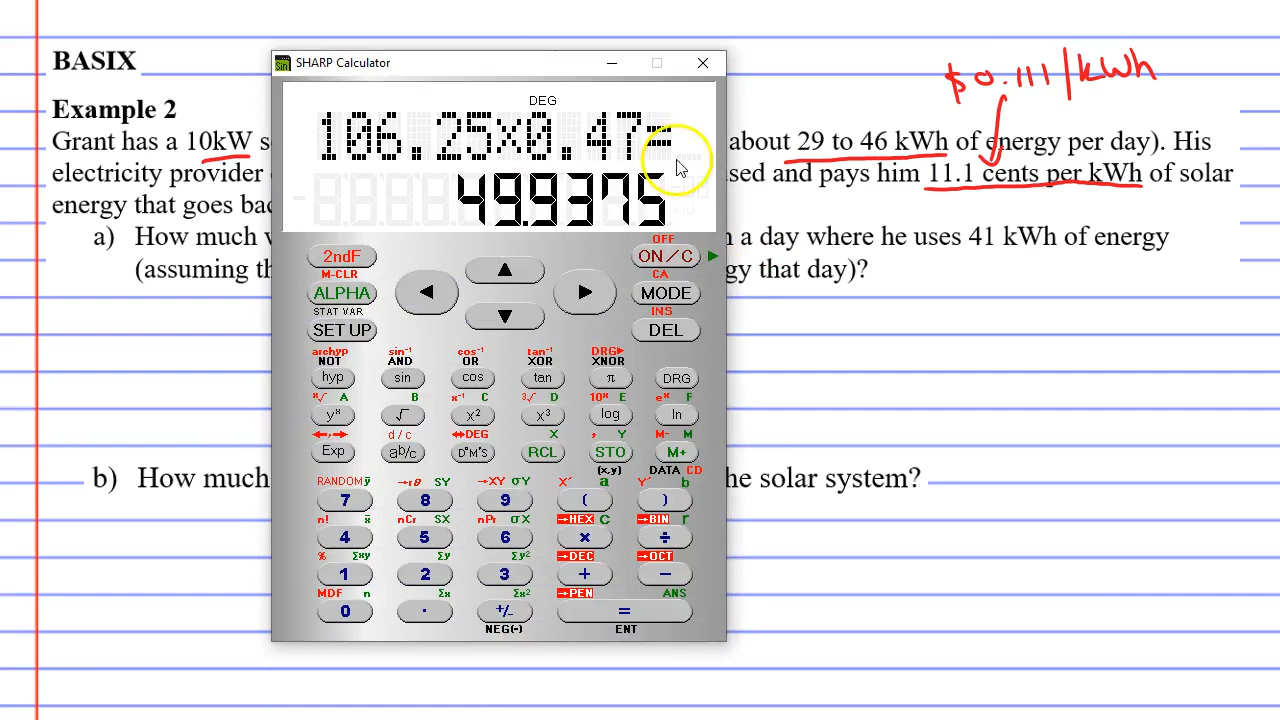 BASIX
$0.111/kWh
Example 2
Grant has a 10kW s about 29 to 46 kWh of energy per day). His
electricity provider sed and pays him 11.1 cents per kWh of solar
energy that goes bac
a) How much w n a day where he uses 41 kWh of energy
(assuming th gy that day)?
b) How much he solar system?
SHARP Calculator
DEG
106.25x0.47=
49.9375
OFF
2ndF ON/C
M-CLR CA
ALPHA MODE
STAT VAR INS
SET UP DEL
archyp sin⁻¹ cos⁻¹ tan⁻¹ DRG▶
NOT AND OR XOR XNOR
hyp sin cos tan π DRG
ˣ√ A B x⁻¹ C ³√ D 10ˣ E eˣ F
yˣ √ x² x³ log ln
◄,► d/c ↔DEG X , Y M- M
Exp ab/c D°M'S RCL STO M+
(x,y) DATA CD
RANDOM ȳ →rθ SY →XY σY X´ a Y´ b
7 8 9 ( )
n! x̄ nCr SX nPr σX →HEX C →BIN r
4 5 6 × ÷
% Σxy Σy Σy² →DEC →OCT
1 2 3 + −
MDF n Σx Σx² →PEN ANS
0 · +/− =
NEG(-) ENT